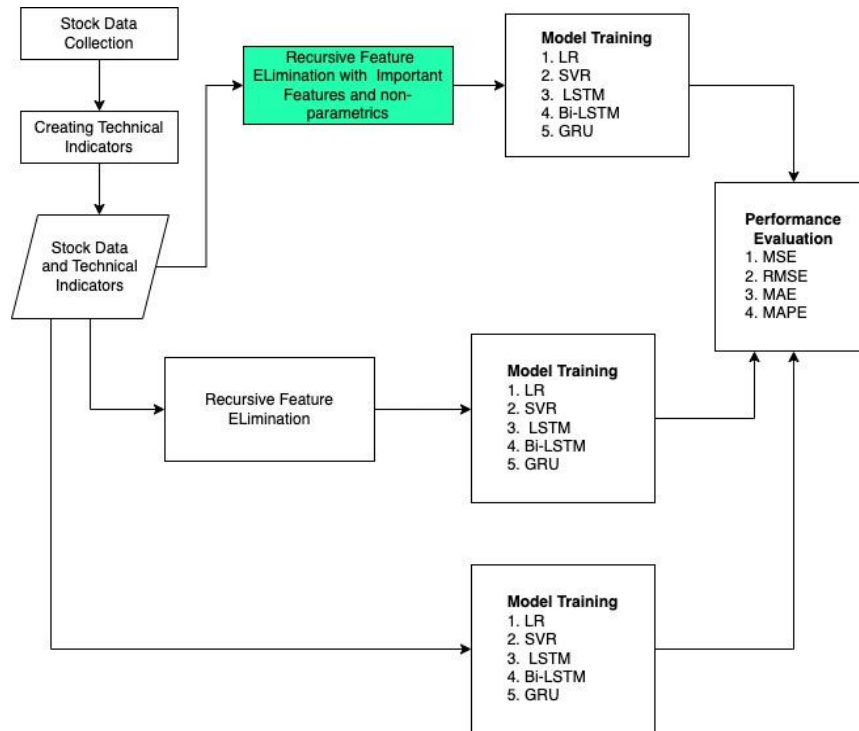 Stock Data
Collection
Creating Technical
Indicators
Stock Data
and Technical
Indicators
Recursive Feature
ELimination with Important
Features and non-
parametrics
Model Training
1. LR
2. SVR
3. LSTM
4. Bi-LSTM
5. GRU
Performance
Evaluation
1. MSE
2. RMSE
3. MAE
4. MAPE
Recursive Feature
ELimination
Model Training
1. LR
2. SVR
3. LSTM
4. Bi-LSTM
5. GRU
Model Training
1. LR
2. SVR
3. LSTM
4. Bi-LSTM
5. GRU